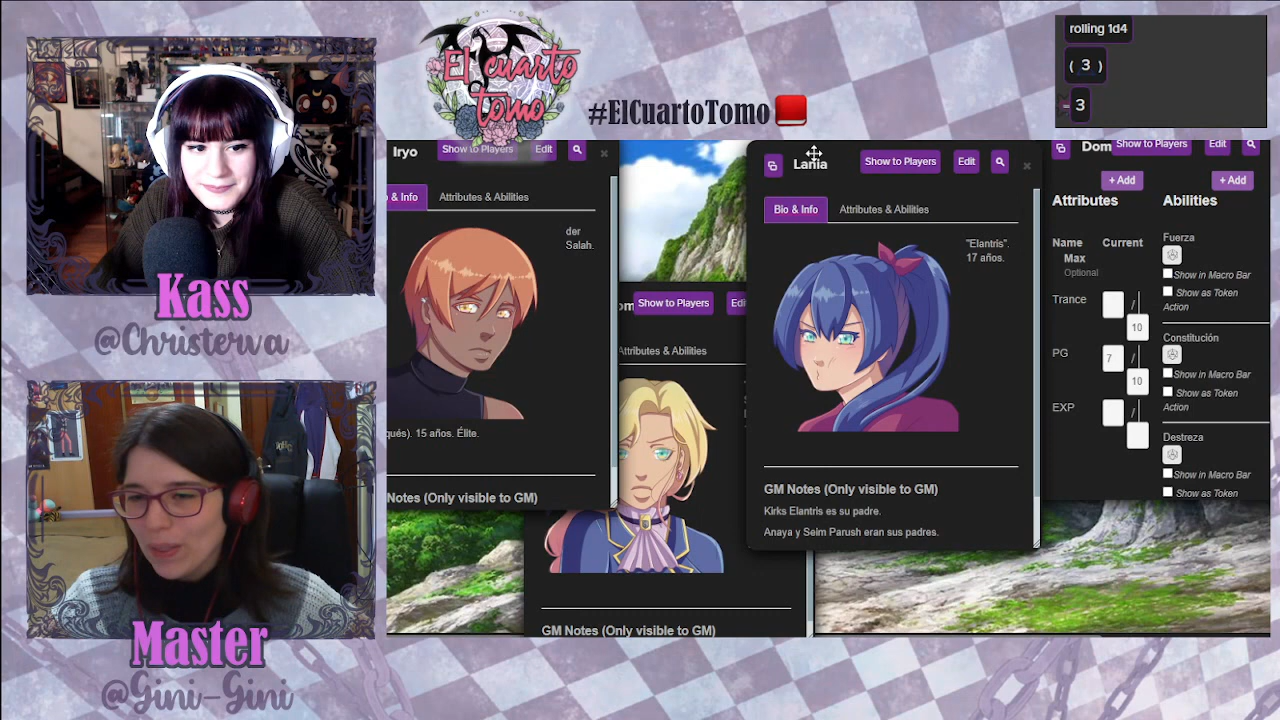 El cuarto
tomo
#ElCuartoTomo
rolling 1d4
( 3 )
= 3
Kass
@Christerva
Master
@Gini-Gini
Iryo
Show to Players
Edit
& Info
Attributes & Abilities
der
Salah.
15 años. Élite.
Notes (Only visible to GM)
Show to Players
Attributes & Abilities
GM Notes (Only visible to GM)
Lania
Show to Players
Edit
Bio & Info
Attributes & Abilities
"Elantris".
17 años.
GM Notes (Only visible to GM)
Kirks Elantris es su padre.
Anaya y Seim Parush eran sus padres.
Dom
Show to Players
Edit
+ Add
+ Add
Attributes
Abilities
Name
Current
Max
Optional
Trance
/
10
PG
7
/
10
EXP
/
Fuerza
Show in Macro Bar
Show as Token
Action
Constitución
Show in Macro Bar
Show as Token
Action
Destreza
Show in Macro Bar
Show as Token